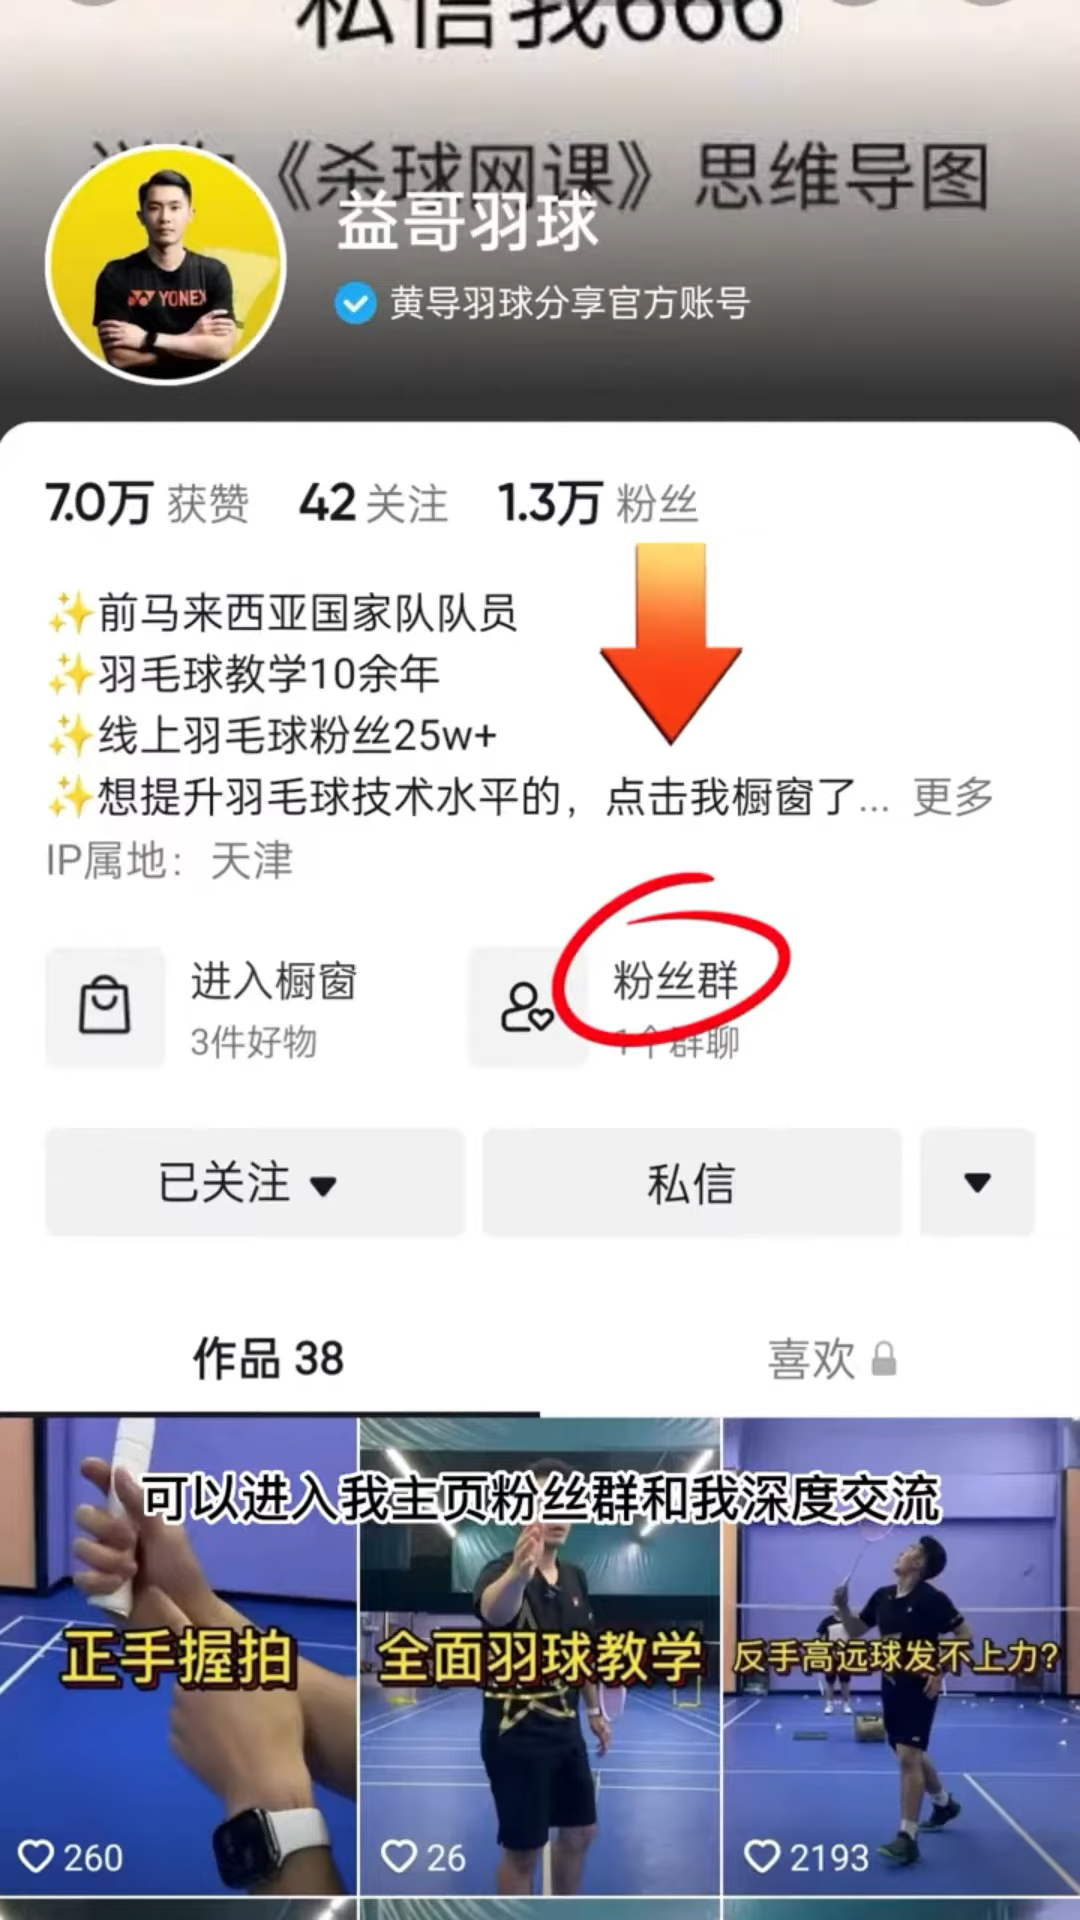 私信我666
《杀球网课》思维导图
益哥羽球
YONEX
黄导羽球分享官方账号
7.0万 获赞 42 关注 1.3万 粉丝
✨前马来西亚国家队队员
✨羽毛球教学10余年
✨线上羽毛球粉丝25w+
✨想提升羽毛球技术水平的，点击我橱窗了... 更多
IP属地：天津
进入橱窗
3件好物
粉丝群
1个群聊
已关注
私信
作品 38
喜欢
可以进入我主页粉丝群和我深度交流
正手握拍
全面羽球教学
反手高远球发不上力?
260
26
2193